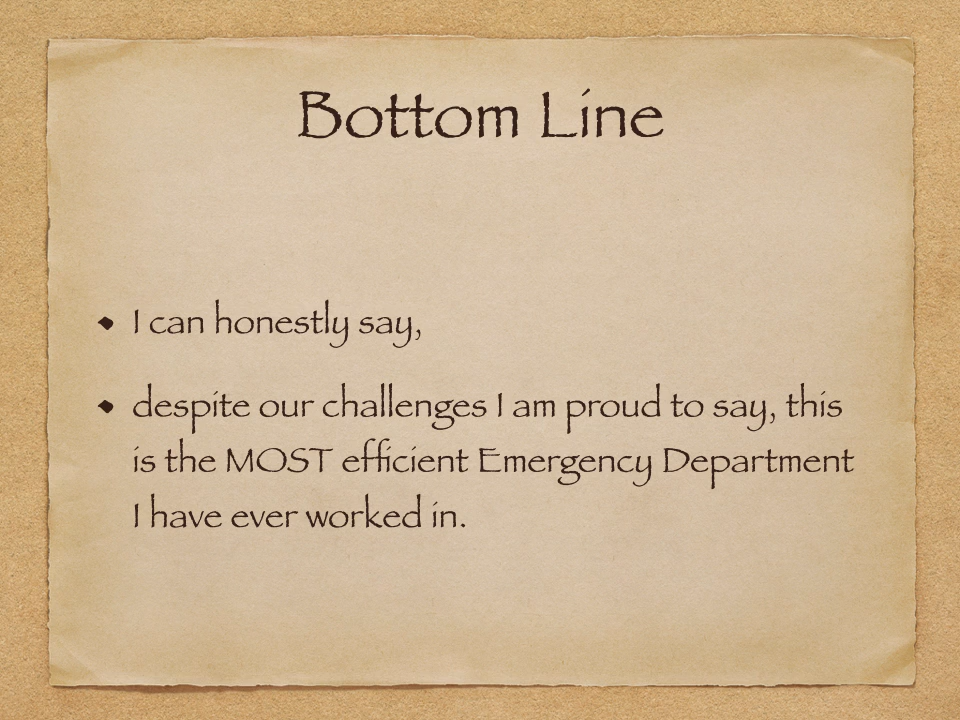 Bottom Line
• I can honestly say,
• despite our challenges I am proud to say, this
is the MOST efficient Emergency Department
I have ever worked in.